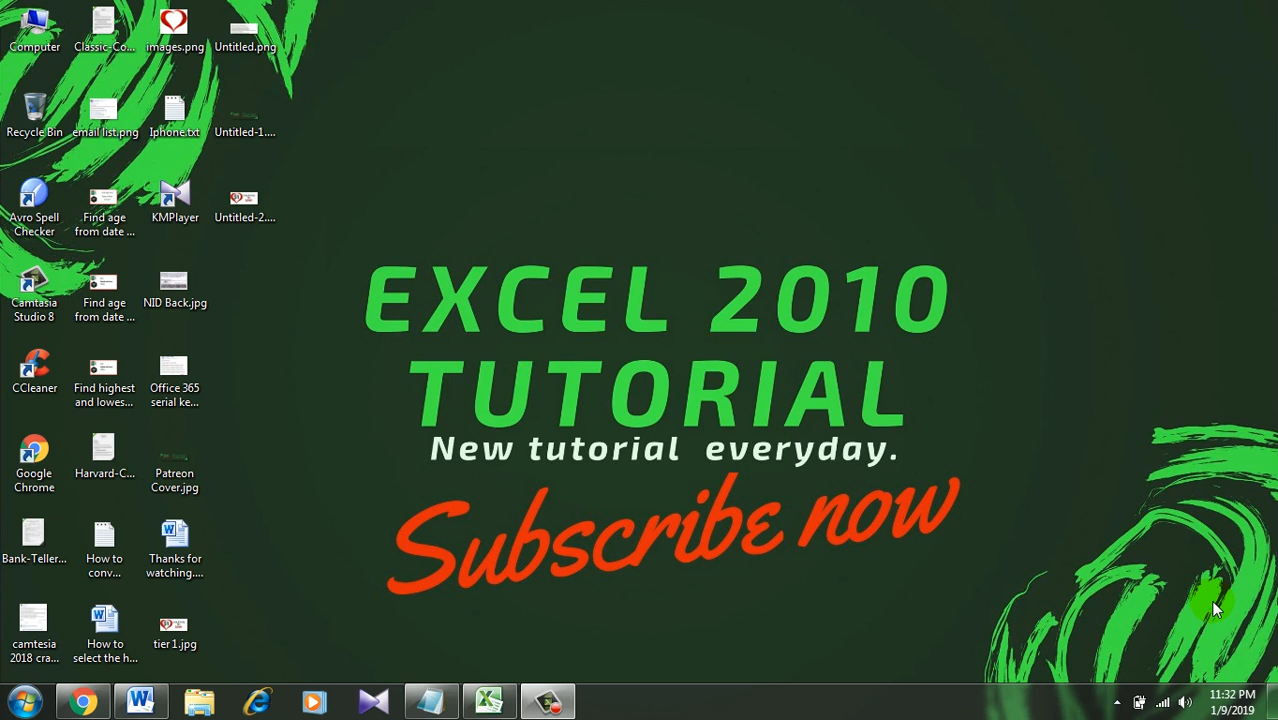 Computer
Classic-Co...
images.png
Untitled.png
Recycle Bin
email list.png
Iphone.txt
Untitled-1....
Avro Spell
Checker
Find age
from date ...
KMPlayer
Untitled-2....
Camtasia
Studio 8
Find age
from date ...
NID Back.jpg
CCleaner
Find highest
and lowes...
Office 365
serial ke...
Google
Chrome
Harvard-C...
Patreon
Cover.jpg
Bank-Teller...
How to
conv...
Thanks for
watching....
camtesia
2018 cra...
How to
select the h...
tier1.jpg
EXCEL 2010
TUTORIAL
New tutorial everyday.
Subscribe now
11:32 PM
1/9/2019